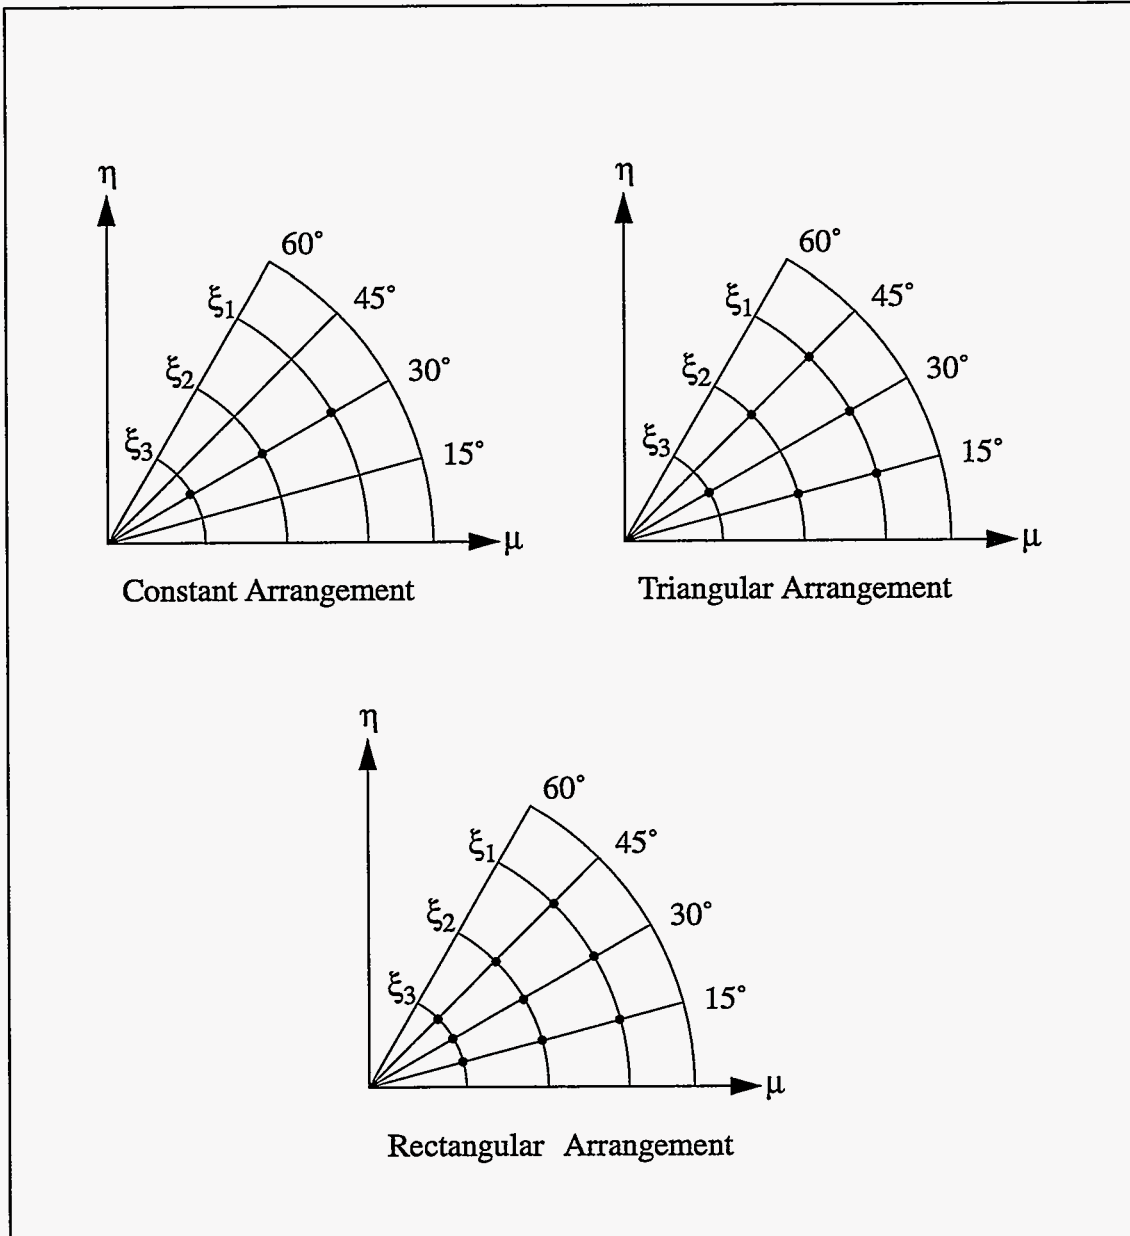 η
60°
45°
30°
15°
ξ1
ξ2
ξ3
μ
Constant Arrangement
η
60°
45°
30°
15°
ξ1
ξ2
ξ3
μ
Triangular Arrangement
η
60°
45°
30°
15°
ξ1
ξ2
ξ3
μ
Rectangular Arrangement